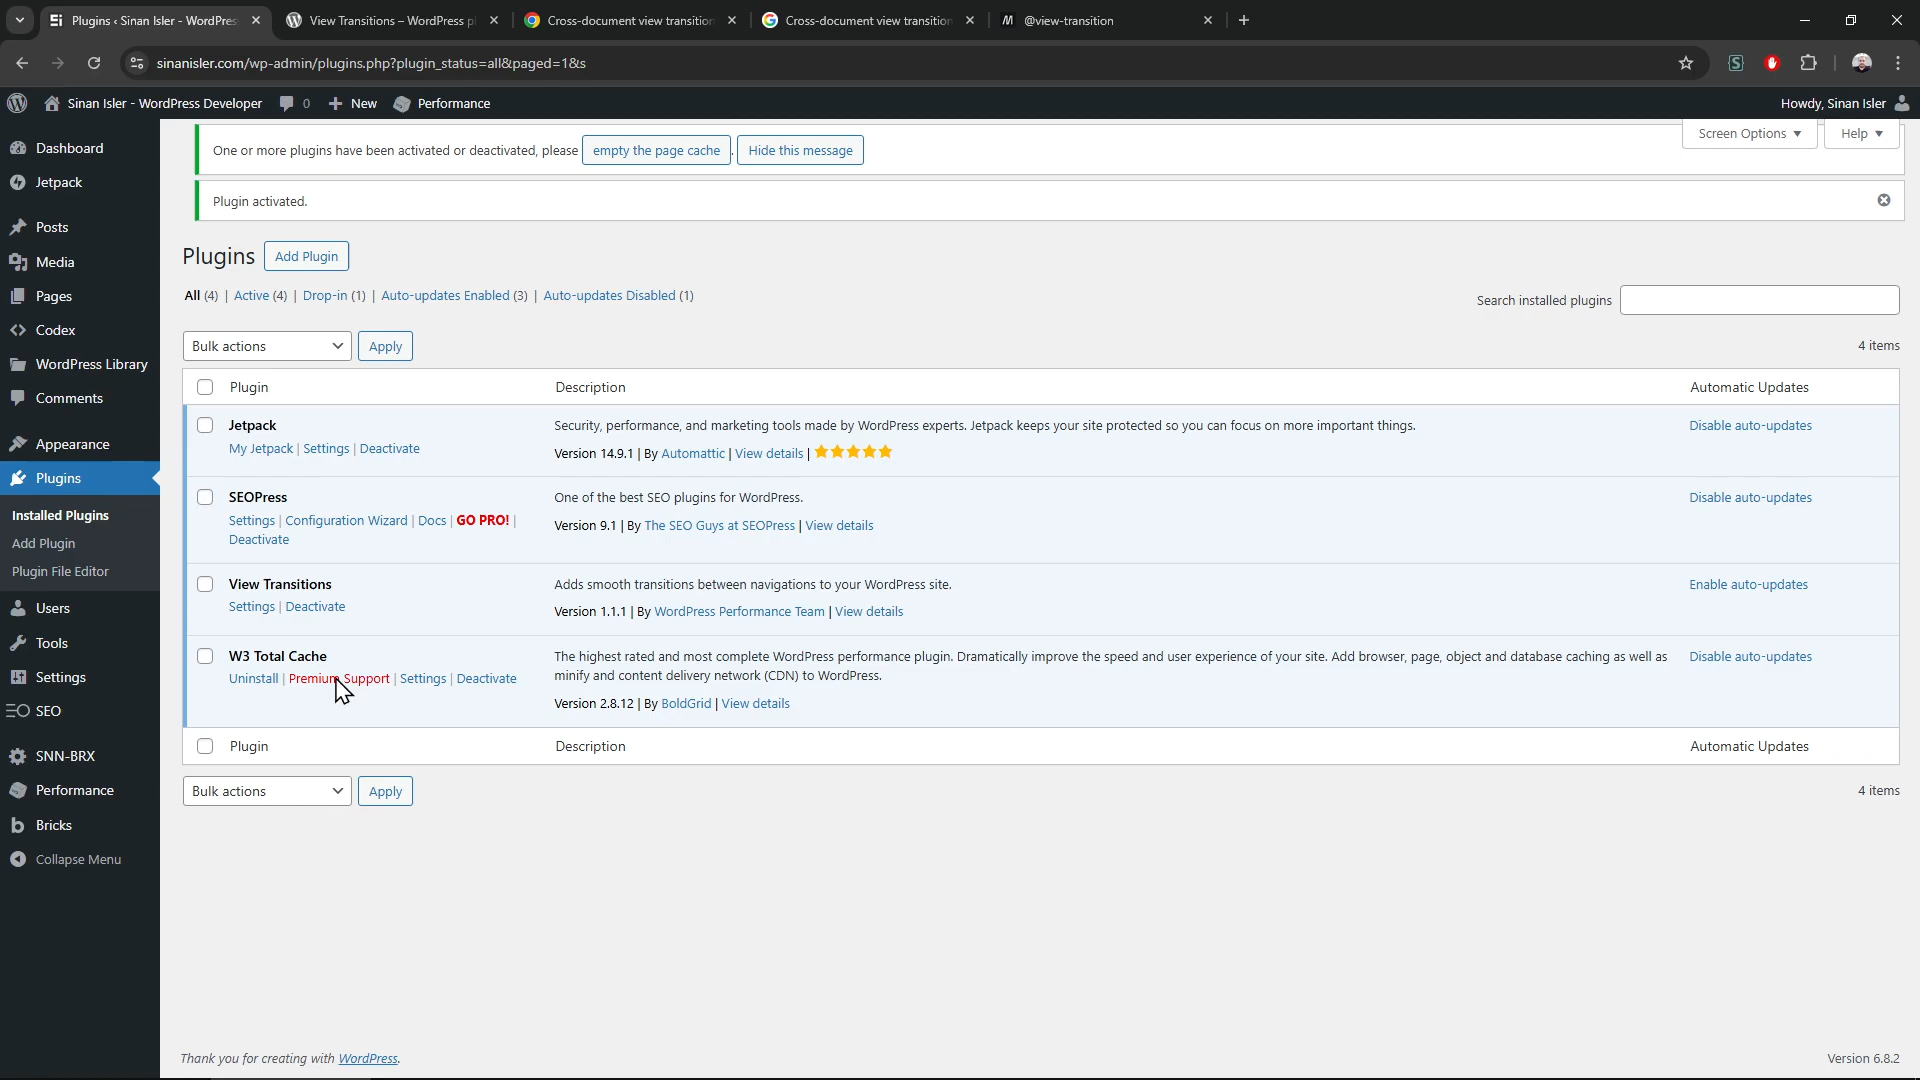 Plugins ‹ Sinan Isler - WordPres
View Transitions – WordPress p
Cross-document view transition
Cross-document view transition
@view-transition
sinanisler.com/wp-admin/plugins.php?plugin_status=all&paged=1&s
Sinan Isler - WordPress Developer
0
New
Performance
Howdy, Sinan Isler
Dashboard
Jetpack
Posts
Media
Pages
Codex
WordPress Library
Comments
Appearance
Plugins
Installed Plugins
Add Plugin
Plugin File Editor
Users
Tools
Settings
SEO
SNN-BRX
Performance
Bricks
Collapse Menu
Screen Options
Help
One or more plugins have been activated or deactivated, please empty the page cache . Hide this message
Plugin activated.
Plugins Add Plugin
All (4) | Active (4) | Drop-in (1) | Auto-updates Enabled (3) | Auto-updates Disabled (1)
Search installed plugins
Bulk actions Apply
4 items
Plugin Description Automatic Updates
Jetpack
My Jetpack | Settings | Deactivate
Security, performance, and marketing tools made by WordPress experts. Jetpack keeps your site protected so you can focus on more important things.
Version 14.9.1 | By Automattic | View details |
Disable auto-updates
SEOPress
Settings | Configuration Wizard | Docs | GO PRO! |
Deactivate
One of the best SEO plugins for WordPress.
Version 9.1 | By The SEO Guys at SEOPress | View details
Disable auto-updates
View Transitions
Settings | Deactivate
Adds smooth transitions between navigations to your WordPress site.
Version 1.1.1 | By WordPress Performance Team | View details
Enable auto-updates
W3 Total Cache
Uninstall | Premium Support | Settings | Deactivate
The highest rated and most complete WordPress performance plugin. Dramatically improve the speed and user experience of your site. Add browser, page, object and database caching as well as
minify and content delivery network (CDN) to WordPress.
Version 2.8.12 | By BoldGrid | View details
Disable auto-updates
Plugin Description Automatic Updates
Bulk actions Apply
4 items
Thank you for creating with WordPress.
Version 6.8.2